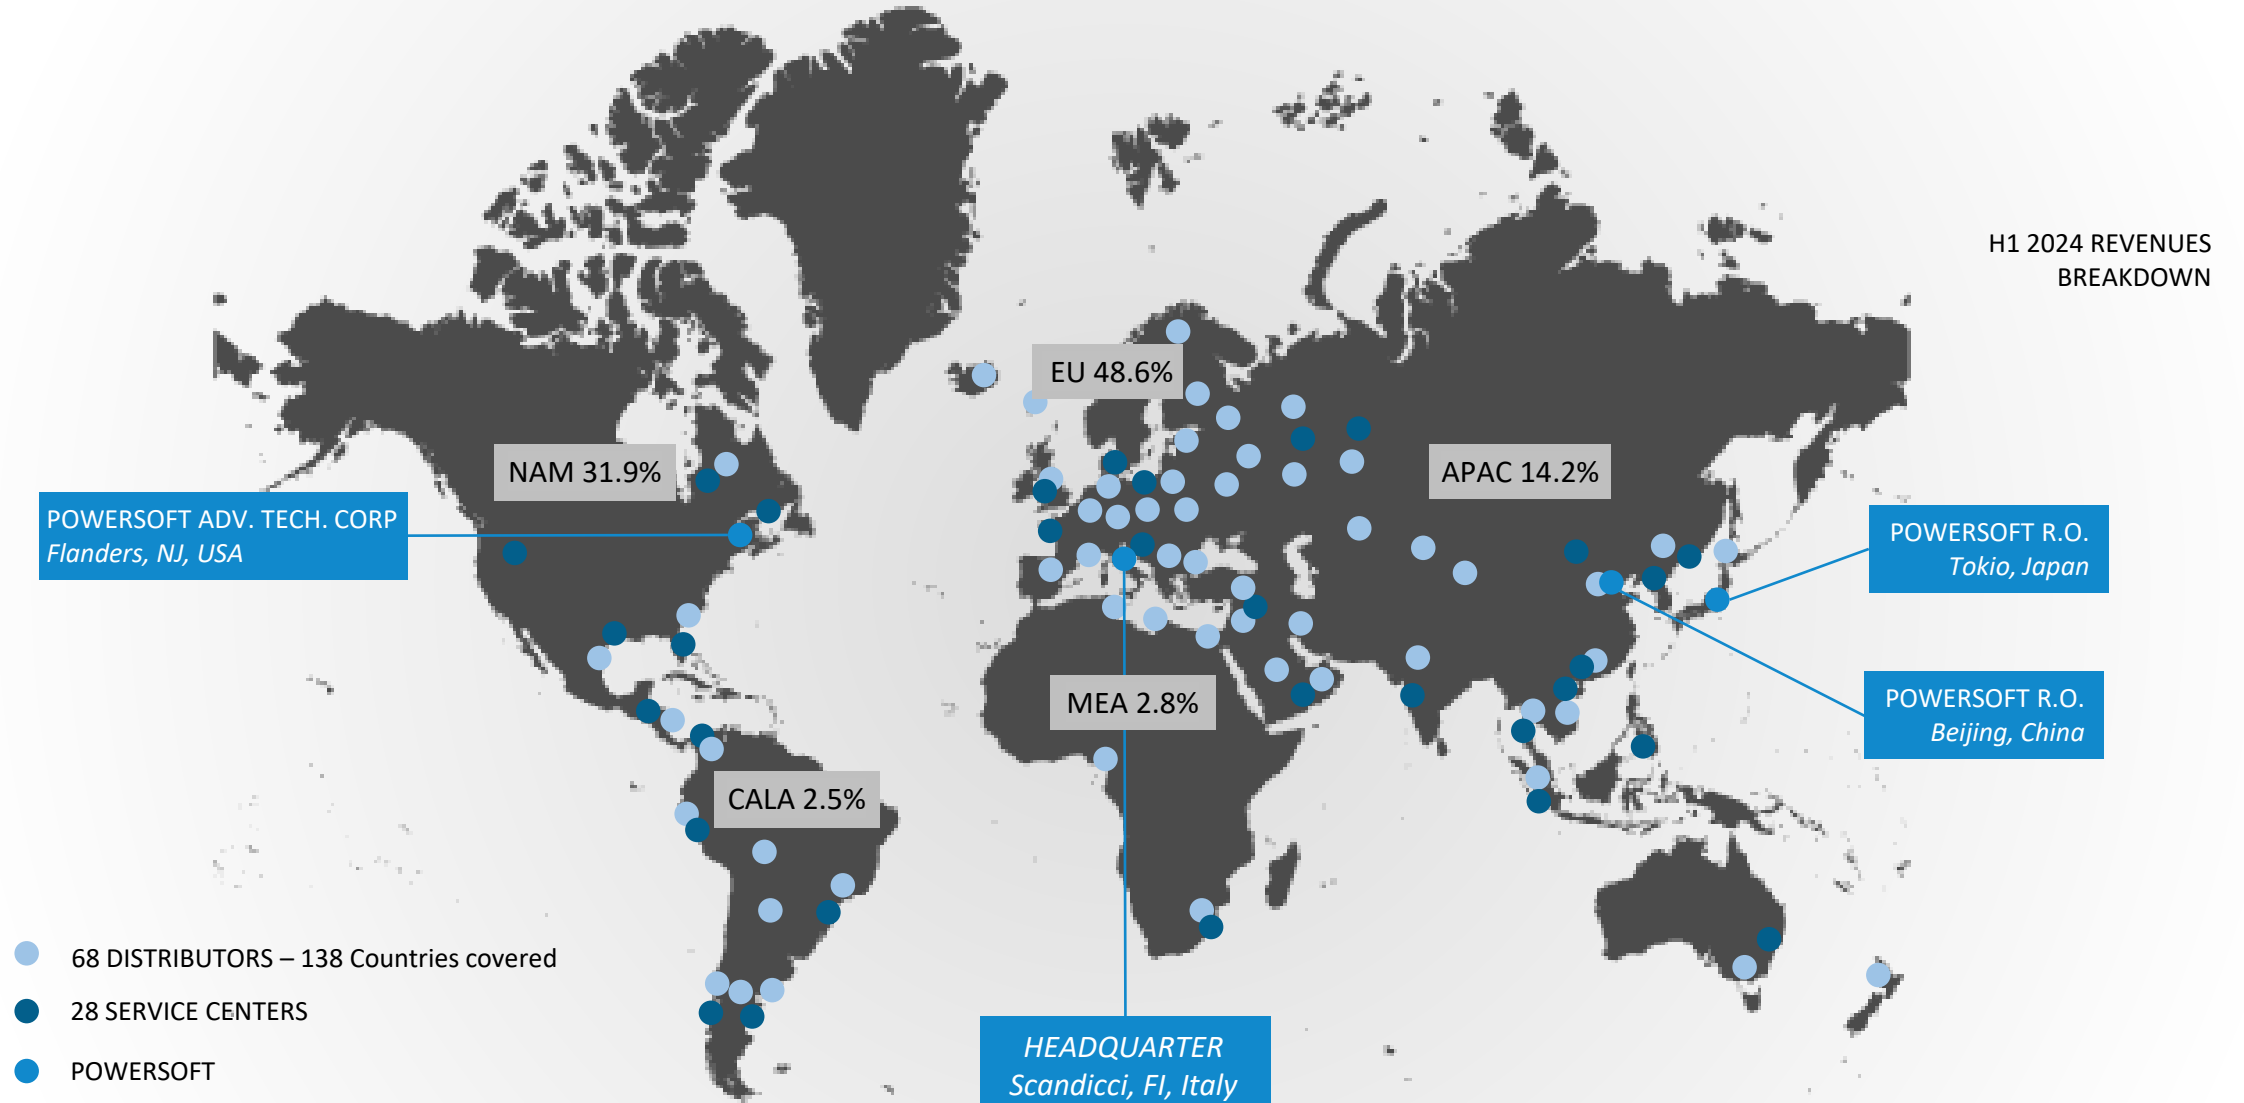 H1 2024 REVENUES
BREAKDOWN
EU 48.6%
NAM 31.9%
APAC 14.2%
POWERSOFT ADV. TECH. CORP
Flanders, NJ, USA
POWERSOFT R.O.
Tokio, Japan
MEA 2.8%
POWERSOFT R.O.
Beijing, China
CALA 2.5%
68 DISTRIBUTORS – 138 Countries covered
28 SERVICE CENTERS
POWERSOFT
HEADQUARTER
Scandicci, FI, Italy